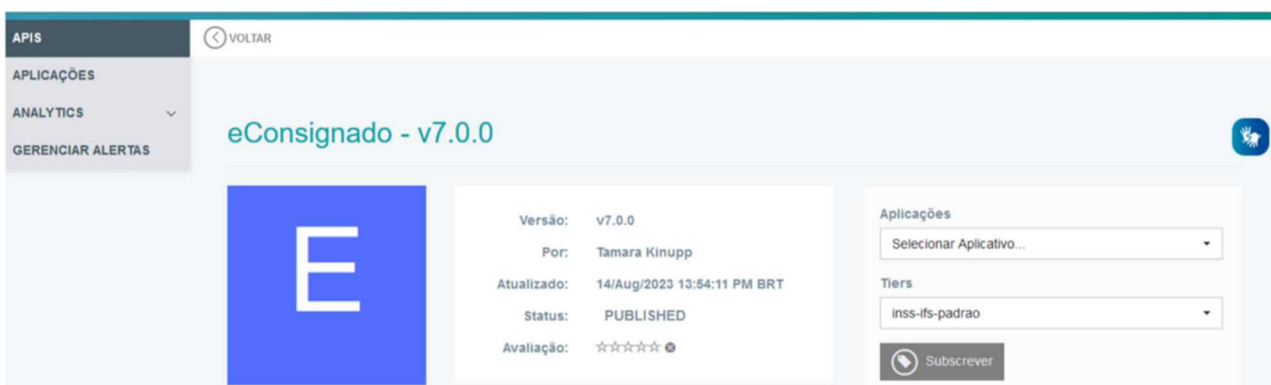 APIS
VOLTAR
APLICAÇÕES
ANALYTICS
GERENCIAR ALERTAS
eConsignado - v7.0.0
E
Versão: v7.0.0
Por: Tamara Kinupp
Atualizado: 14/Aug/2023 13:54:11 PM BRT
Status: PUBLISHED
Avaliação:
Aplicações
Selecionar Aplicativo...
Tiers
inss-ifs-padrao
Subscrever